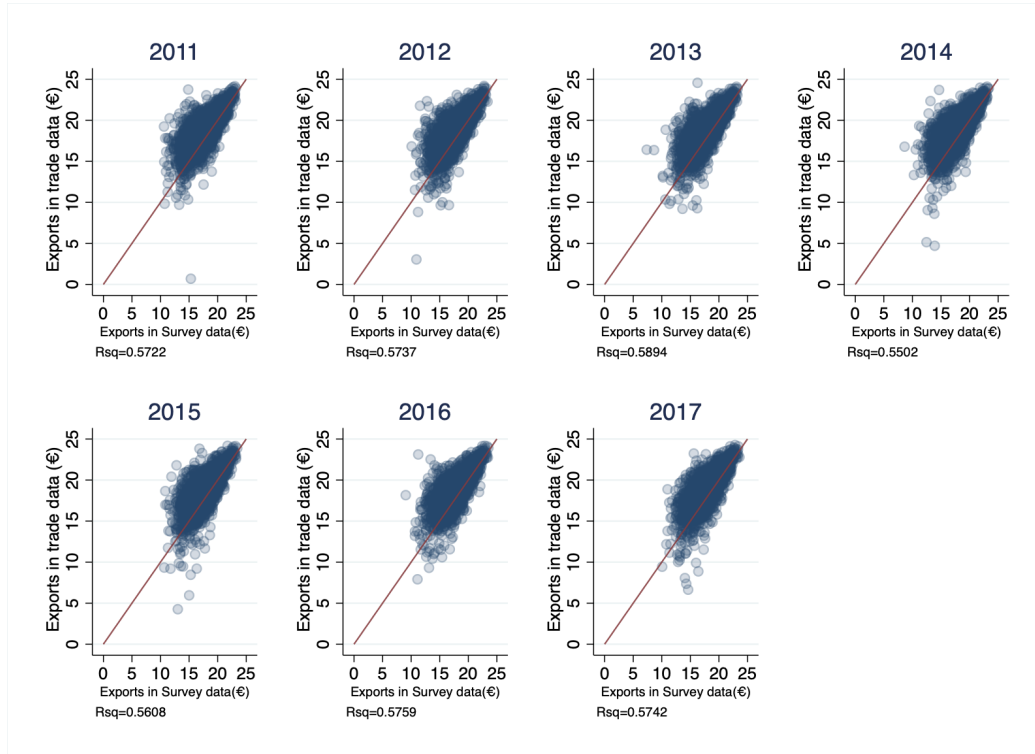 2011
Exports in trade data (€)
25
20
15
10
5
0
0 5 10 15 20 25
Exports in Survey data(€)
Rsq=0.5722
2012
Exports in trade data (€)
25
20
15
10
5
0
0 5 10 15 20 25
Exports in Survey data(€)
Rsq=0.5737
2013
Exports in trade data (€)
25
20
15
10
5
0
0 5 10 15 20 25
Exports in Survey data(€)
Rsq=0.5894
2014
Exports in trade data (€)
25
20
15
10
5
0
0 5 10 15 20 25
Exports in Survey data(€)
Rsq=0.5502
2015
Exports in trade data (€)
25
20
15
10
5
0
0 5 10 15 20 25
Exports in Survey data(€)
Rsq=0.5608
2016
Exports in trade data (€)
25
20
15
10
5
0
0 5 10 15 20 25
Exports in Survey data(€)
Rsq=0.5759
2017
Exports in trade data (€)
25
20
15
10
5
0
0 5 10 15 20 25
Exports in Survey data(€)
Rsq=0.5742